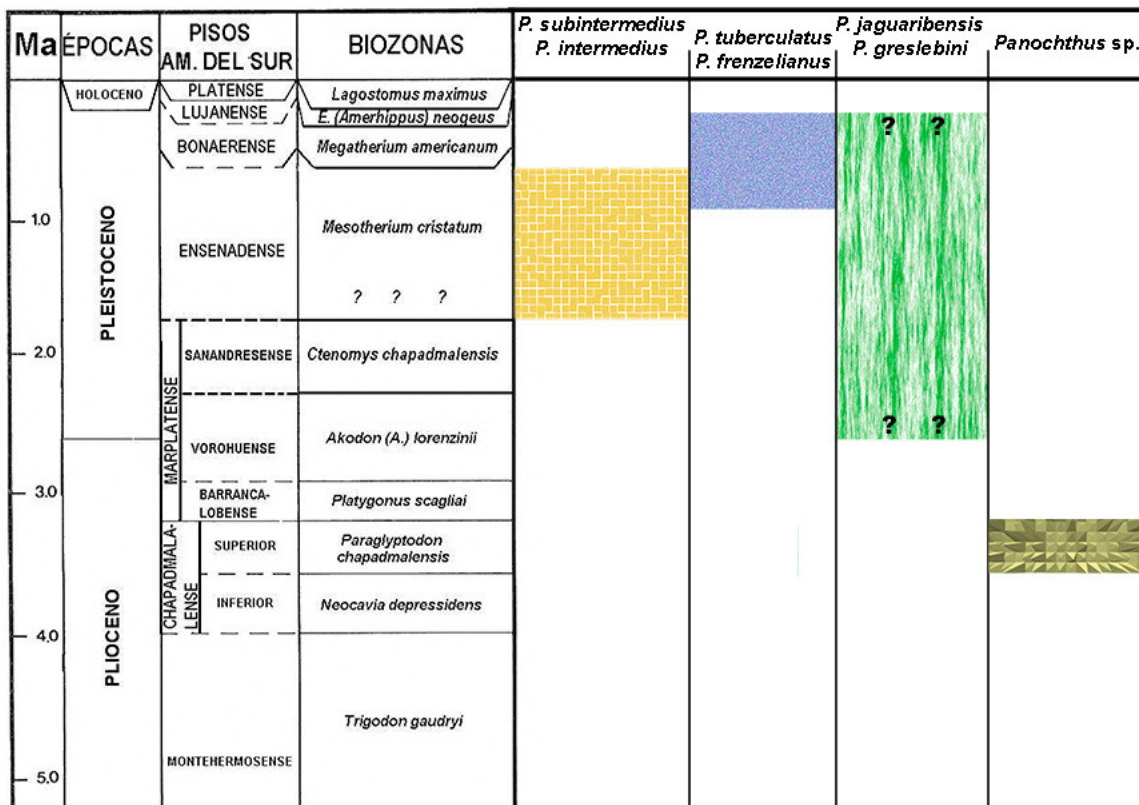 Ma
ÉPOCAS
PISOS
AM. DEL SUR
BIOZONAS
P. subintermedius
P. intermedius
P. tuberculatus
P. frenzelianus
P. jaguaribensis
P. greslebini
Panochthus sp.
HOLOCENO
PLATENSE
Lagostomus maximus
LUJANENSE
E. (Amerhippus) neogeus
BONAERENSE
Megatherium americanum
? ?
1.0
PLEISTOCENO
ENSENADENSE
Mesotherium cristatum
? ? ?
2.0
MARPLATENSE
SANANDRESENSE
Ctenomys chapadmalensis
VOROHUENSE
Akodon (A.) lorenzinii
? ?
3.0
BARRANCA-
LOBENSE
Platygonus scagliai
PLIOCENO
CHAPADMALA-
LENSE
SUPERIOR
Paraglyptodon
chapadmalensis
INFERIOR
Neocavia depressidens
4.0
Trigodon gaudryi
MONTEHERMOSENSE
5.0